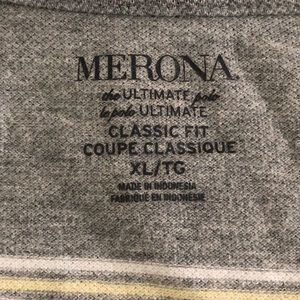 MERONA
the ULTIMATE polo
le polo ULTIMATE
CLASSIC FIT
COUPE CLASSIQUE
XL/TG
MADE IN INDONESIA
FABRIQUÉ EN INDONÉSIE